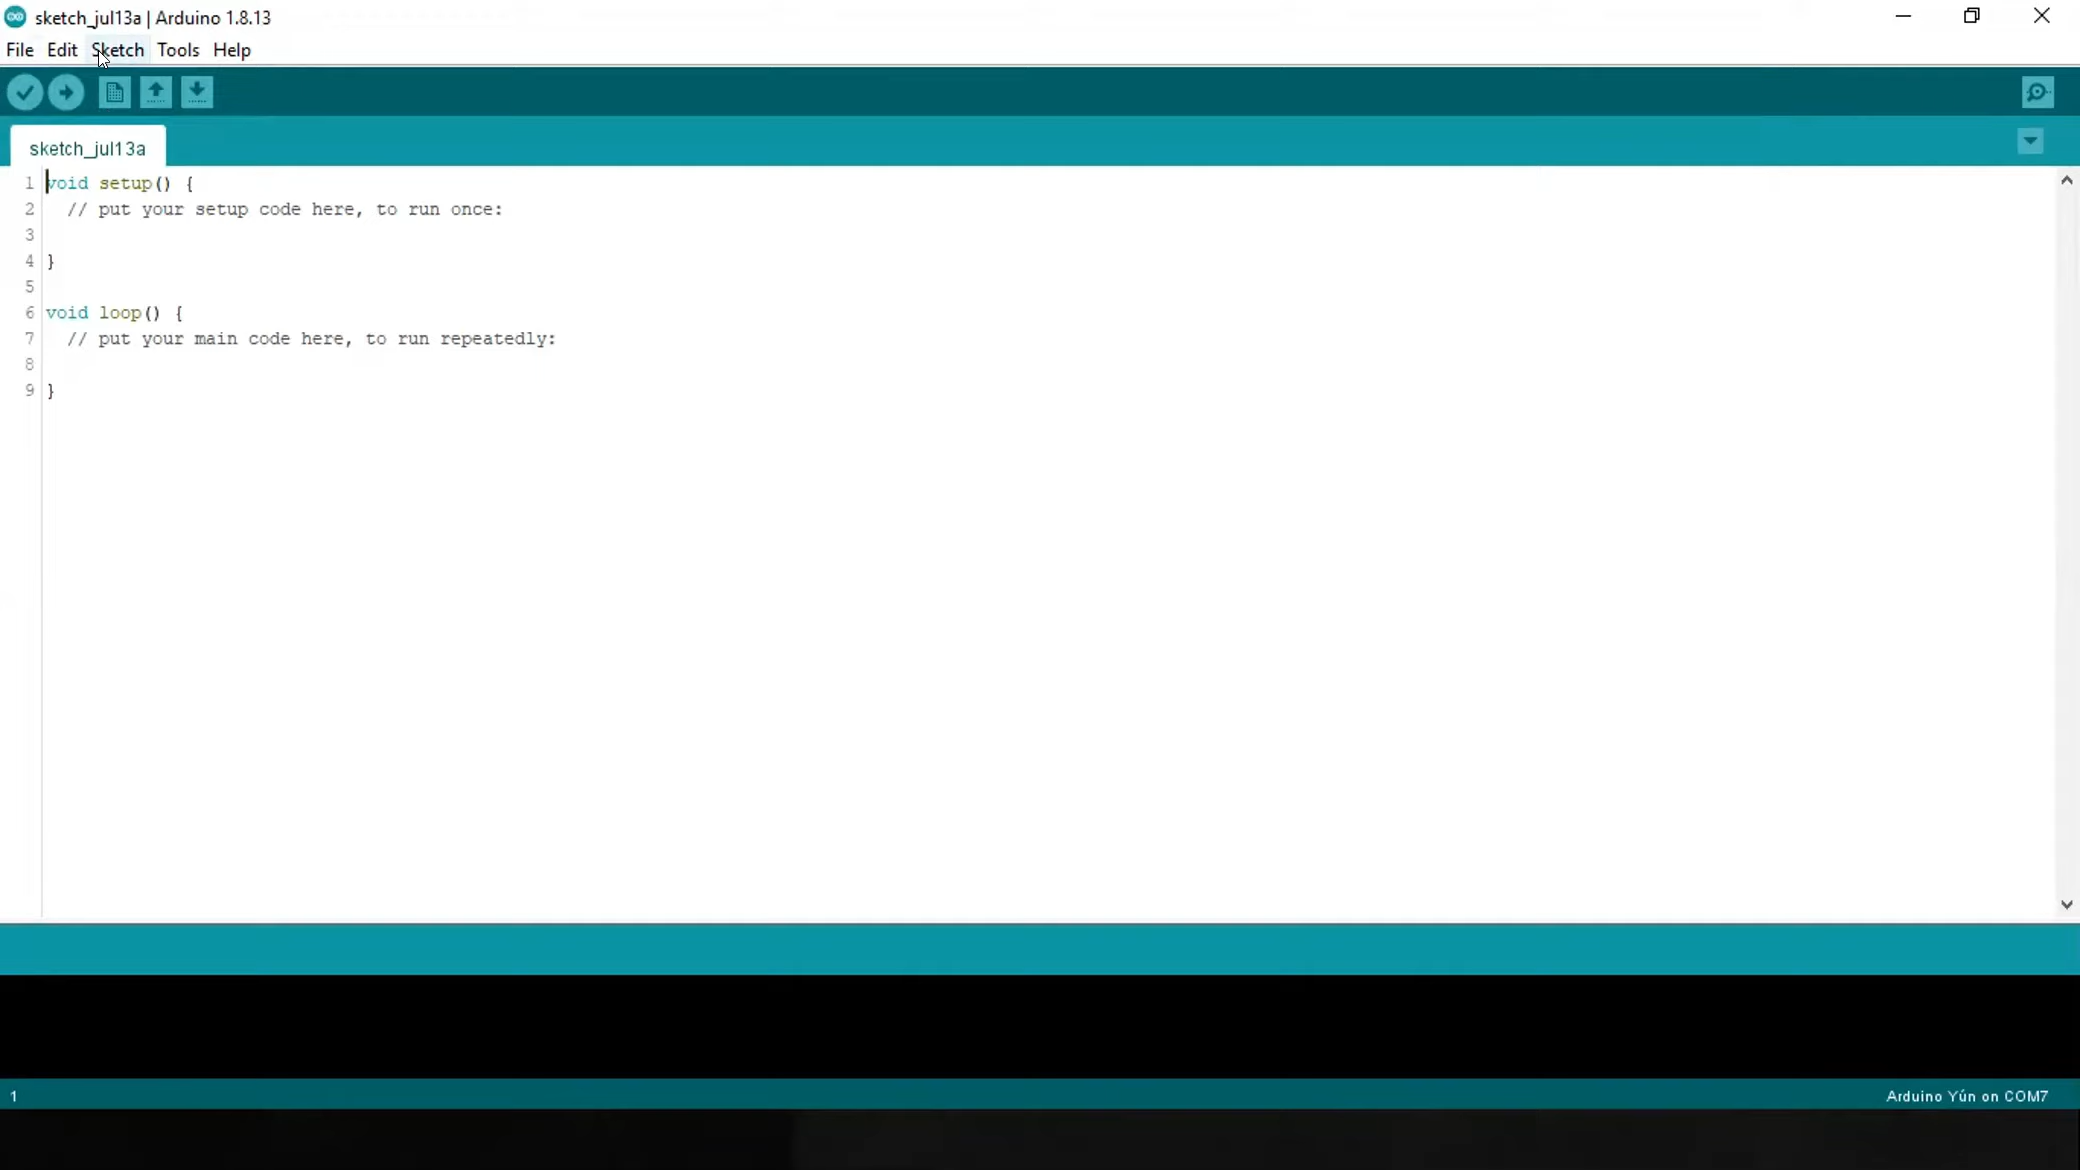 sketch_jul13a | Arduino 1.8.13
File Edit Sketch Tools Help
sketch_jul13a
1 void setup() {
2   // put your setup code here, to run once:
3
4 }
5
6 void loop() {
7   // put your main code here, to run repeatedly:
8
9 }
1 Arduino Yún on COM7